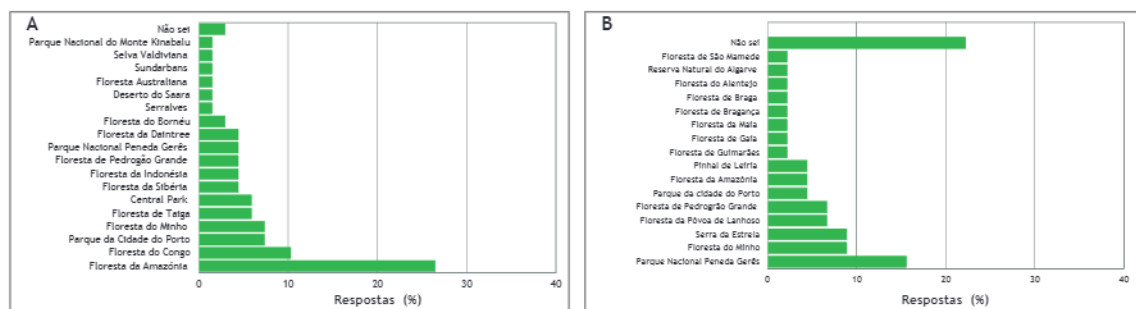 A
Não sei
Parque Nacional do Monte Kinabalu
Selva Valdiviana
Sundarbans
Floresta Australiana
Deserto do Saara
Serralves
Floresta do Bornéu
Floresta da Daintree
Parque Nacional Peneda Gerês
Floresta de Pedrogão Grande
Floresta da Indonésia
Floresta da Sibéria
Central Park
Floresta de Taiga
Floresta do Minho
Parque da Cidade do Porto
Floresta do Congo
Floresta da Amazónia
0 10 20 30 40
Respostas (%)
B
Não sei
Floresta de São Mamede
Reserva Natural do Algarve
Floresta do Alentejo
Floresta de Braga
Floresta de Bragança
Floresta da Maia
Floresta de Gaia
Floresta de Guimarães
Pinhal de Leiria
Floresta da Amazônia
Parque da cidade do Porto
Floresta de Pedrogrão Grande
Floresta da Póvoa de Lanhoso
Serra da Estrela
Floresta do Minho
Parque Nacional Peneda Gerês
0 10 20 30 40
Respostas (%)